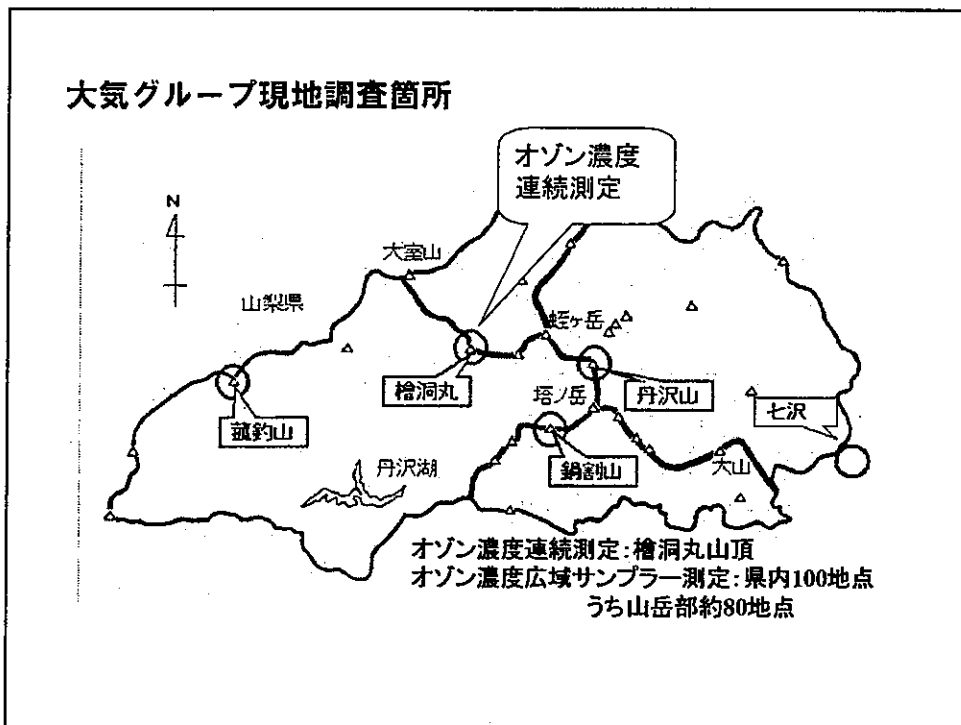 大気グループ現地調査箇所
オゾン濃度
連続測定
N
大室山
山梨県
蛭ヶ岳
檜洞丸
丹沢山
塔ノ岳
七沢
菰釣山
鍋割山
大山
丹沢湖
オゾン濃度連続測定:檜洞丸山頂
オゾン濃度広域サンプラー測定:県内100地点
うち山岳部約80地点